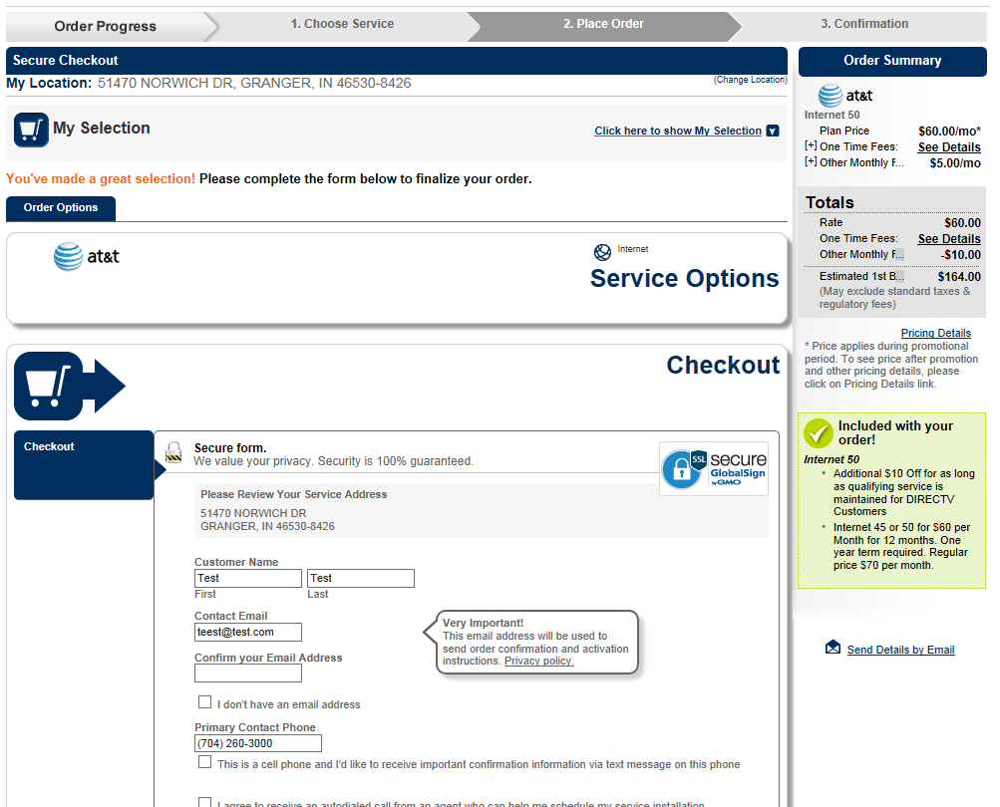 Order Progress
1. Choose Service
2. Place Order
3. Confirmation
Secure Checkout
My Location: 51470 NORWICH DR, GRANGER, IN 46530-8426
(Change Location)
My Selection
Click here to show My Selection
You've made a great selection! Please complete the form below to finalize your order.
Order Options
at&t
Internet
Service Options
Checkout
Checkout
Secure form.
We value your privacy. Security is 100% guaranteed.
SSL
secure
GlobalSign
by GMO
Please Review Your Service Address
51470 NORWICH DR
GRANGER, IN 46530-8426
Customer Name
Test Test
First Last
Contact Email
teest@test.com
Very Important!
This email address will be used to
send order confirmation and activation
instructions. Privacy policy.
Confirm your Email Address
I don't have an email address
Primary Contact Phone
(704) 260-3000
This is a cell phone and I'd like to receive important confirmation information via text message on this phone
I agree to receive an autodialed call from an agent who can help me schedule my service installation
Order Summary
at&t
Internet 50
Plan Price $60.00/mo*
[+] One Time Fees: See Details
[+] Other Monthly F... $5.00/mo
Totals
Rate $60.00
One Time Fees: See Details
Other Monthly F... -$10.00
Estimated 1st B... $164.00
(May exclude standard taxes &
regulatory fees)
Pricing Details
* Price applies during promotional
period. To see price after promotion
and other pricing details, please
click on Pricing Details link.
Included with your
order!
Internet 50
• Additional $10 Off for as long
as qualifying service is
maintained for DIRECTV
Customers
• Internet 45 or 50 for $60 per
Month for 12 months. One
year term required. Regular
price $70 per month.
Send Details by Email